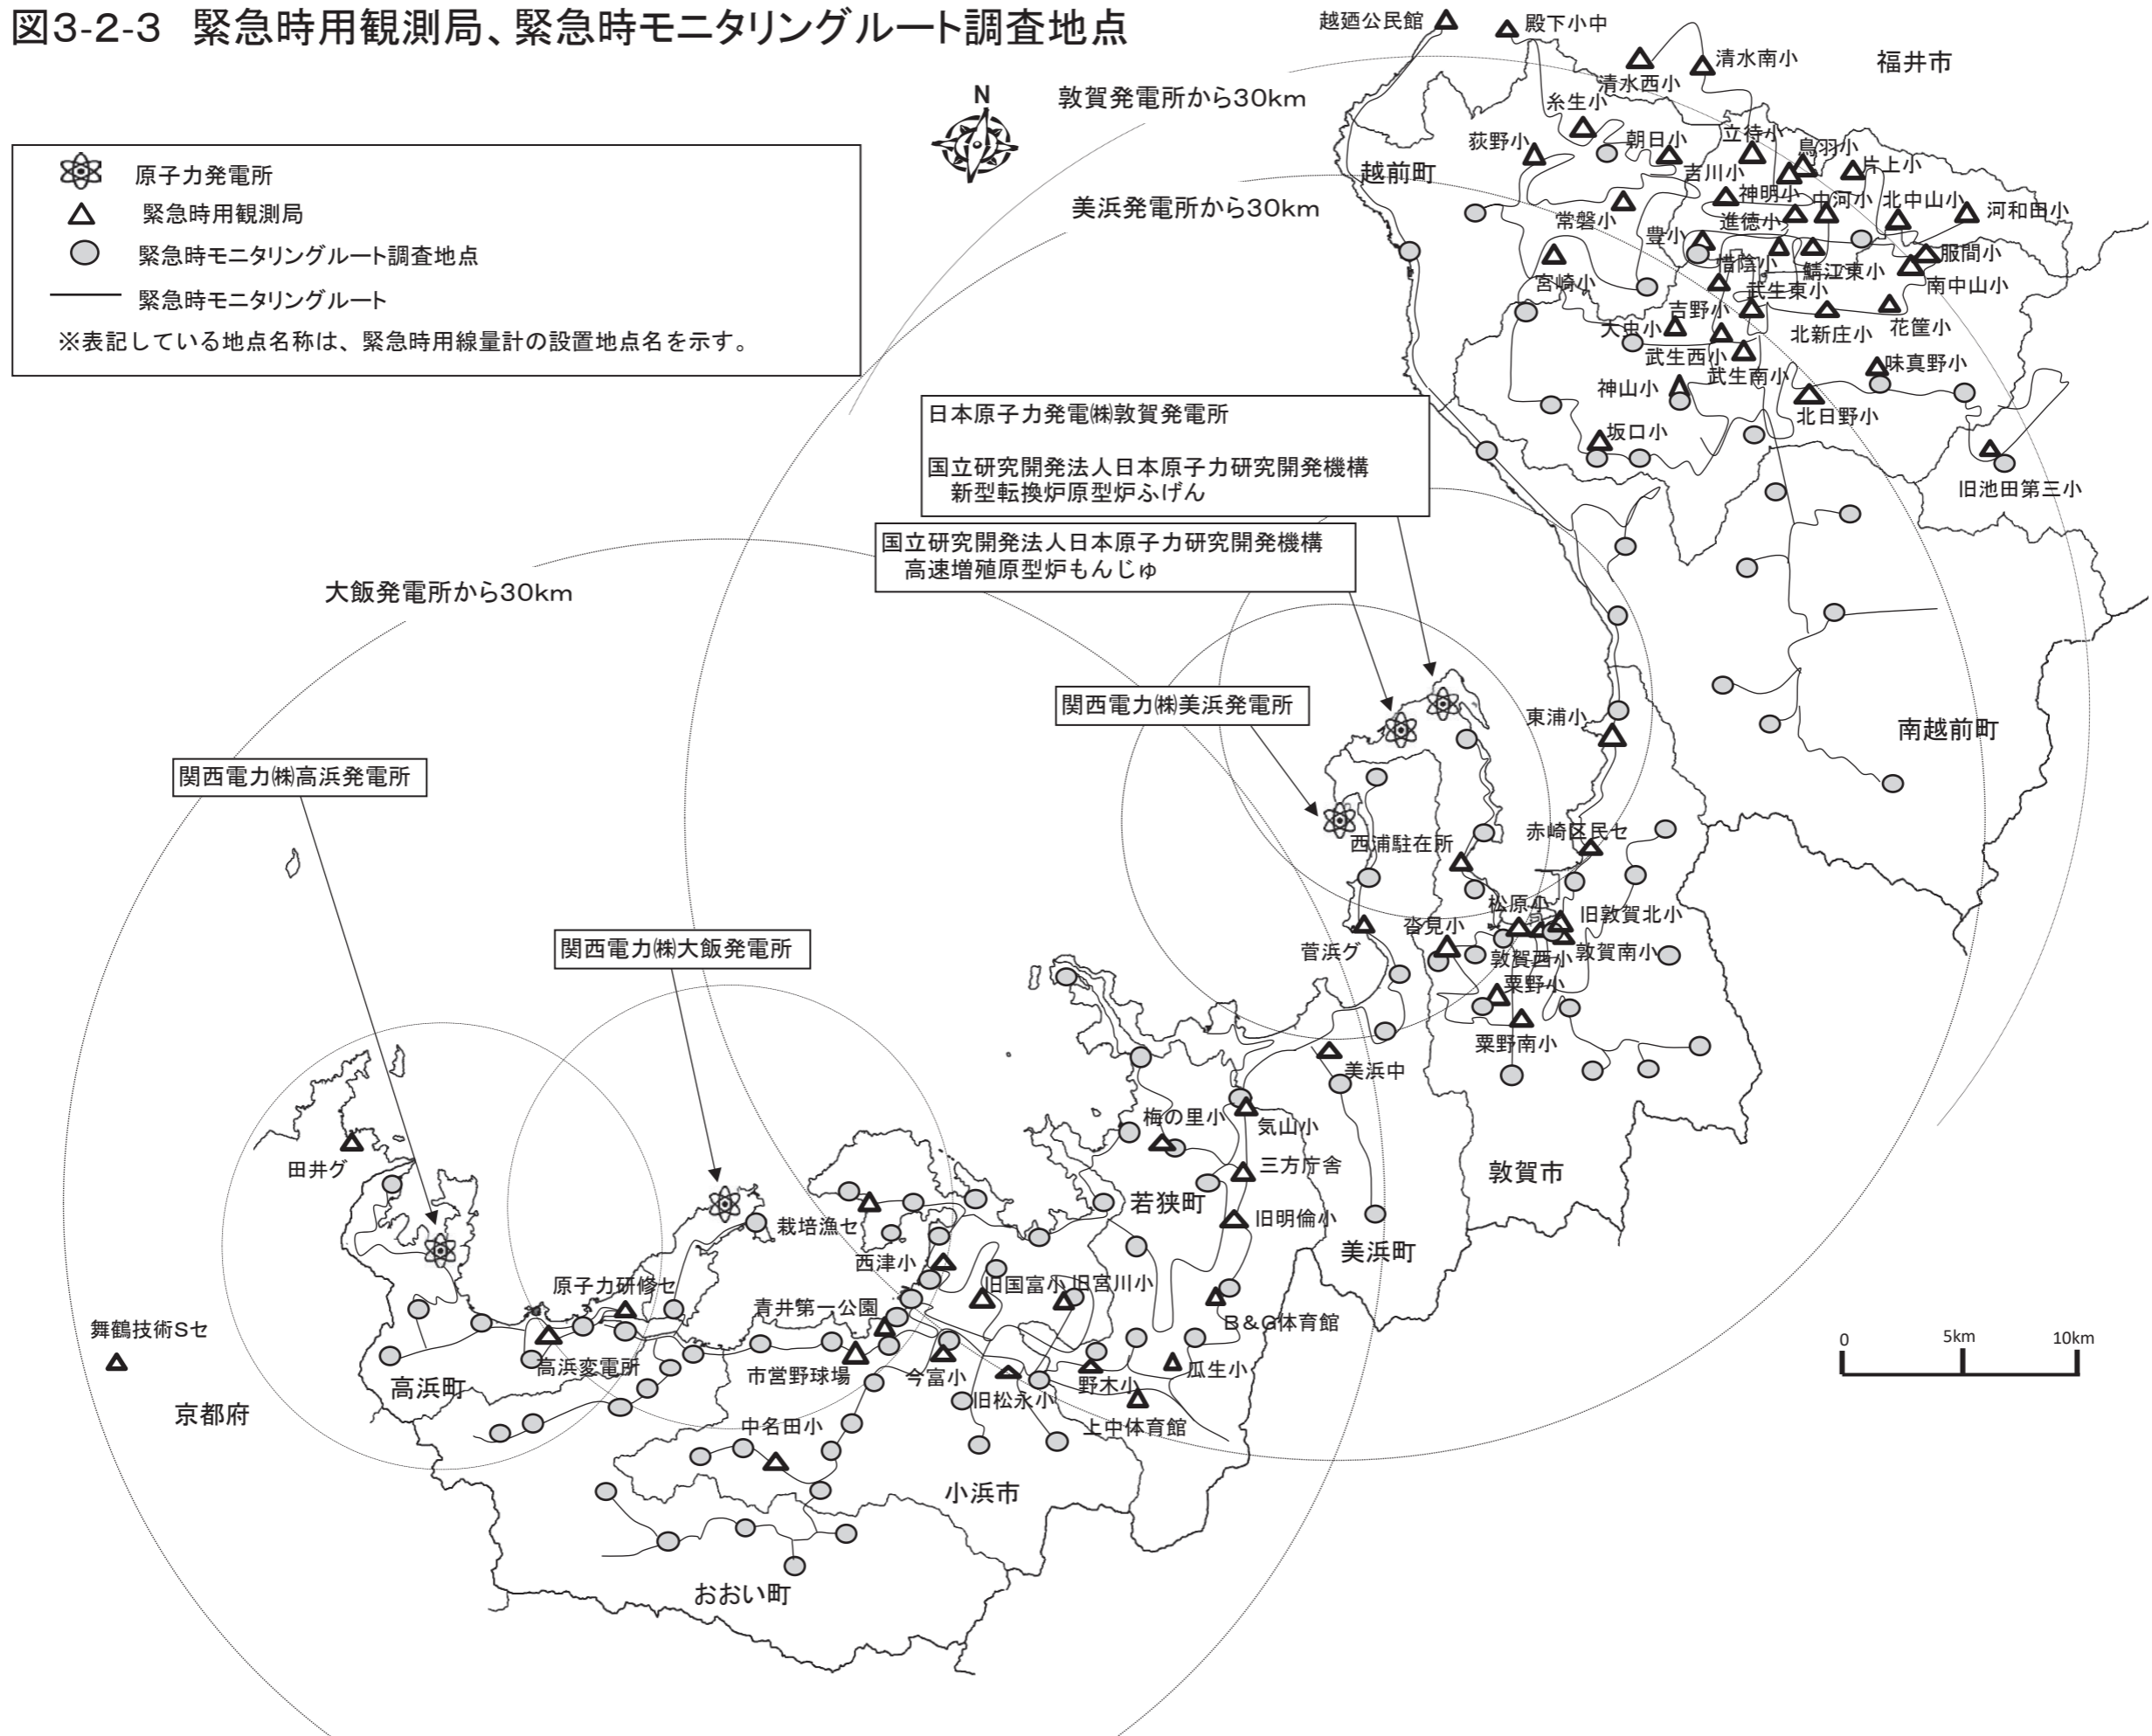 図3-2-3 緊急時用観測局、緊急時モニタリングルート調査地点
原子力発電所
緊急時用観測局
緊急時モニタリングルート調査地点
緊急時モニタリングルート
※表記している地点名称は、緊急時用線量計の設置地点名を示す。
N
敦賀発電所から30km
美浜発電所から30km
大飯発電所から30km
越廼公民館
殿下小中
清水西小
清水南小
福井市
糸生小
荻野小
朝日小
立待小
鳥羽小
片上小
越前町
吉川小
神明小
中河小
北中山小
河和田小
常磐小
進徳小
豊小
惜陰小
鯖江東小
服間小
南中山小
宮崎小
武生東小
吉野小
大虫小
北新庄小
花筐小
武生西小
武生南小
味真野小
神山小
北日野小
坂口小
旧池田第三小
日本原子力発電㈱敦賀発電所
国立研究開発法人日本原子力研究開発機構
新型転換炉原型炉ふげん
国立研究開発法人日本原子力研究開発機構
高速増殖原型炉もんじゅ
関西電力㈱美浜発電所
関西電力㈱高浜発電所
関西電力㈱大飯発電所
東浦小
南越前町
西浦駐在所
赤崎区民セ
松原小
旧敦賀北小
沓見小
菅浜グ
敦賀西小
敦賀南小
粟野小
粟野南小
美浜中
梅の里小
気山小
三方庁舎
敦賀市
若狭町
旧明倫小
美浜町
田井グ
栽培漁セ
西津小
原子力研修セ
旧国富小
旧宮川小
青井第一公園
B&G体育館
舞鶴技術Sセ
高浜変電所
市営野球場
今富小
瓜生小
高浜町
旧松永小
野木小
京都府
中名田小
上中体育館
小浜市
おおい町
0
5km
10km